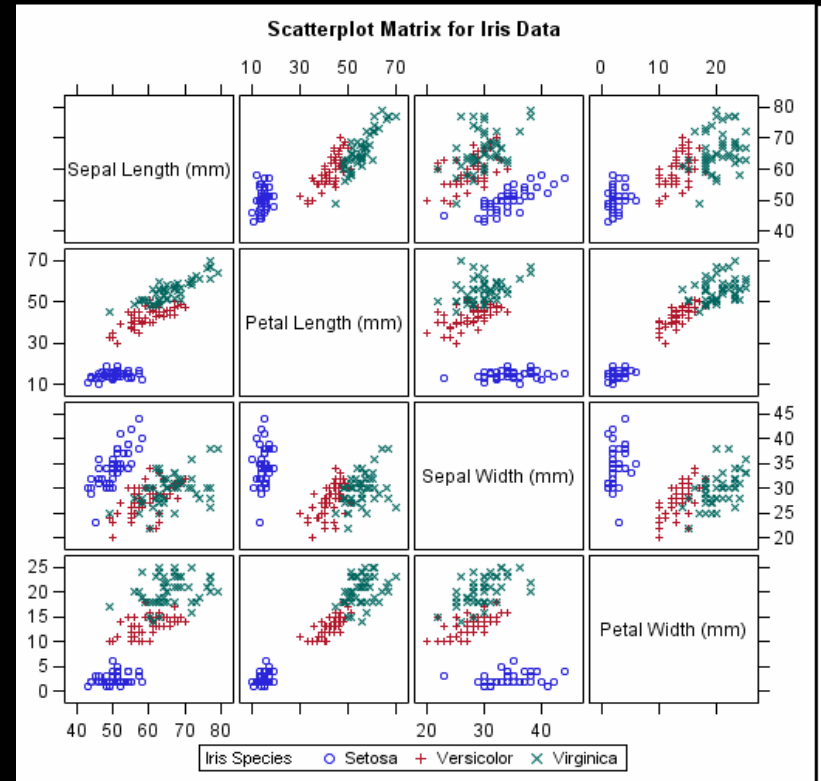 Scatterplot Matrix for Iris Data
10 30 50 70 0 10 20
80
70
Sepal Length (mm)
60
50
40
70
50
Petal Length (mm)
30
10
45
40
35
Sepal Width (mm)
30
25
20
25
20
15
Petal Width (mm)
10
5
0
40 50 60 70 80 20 30 40
Iris Species Setosa Versicolor Virginica